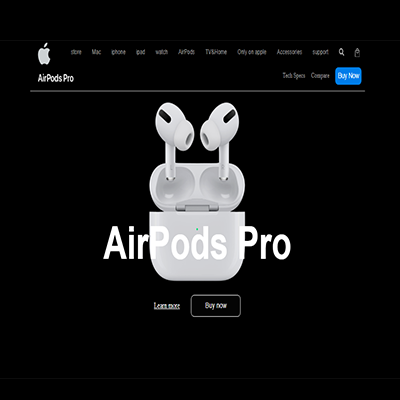 store Mac iphone ipad watch AirPods TV&Home Only on apple Accessories support
AirPods Pro Tech Specs Compare Buy Now
AirPods Pro
Learn more Buy now